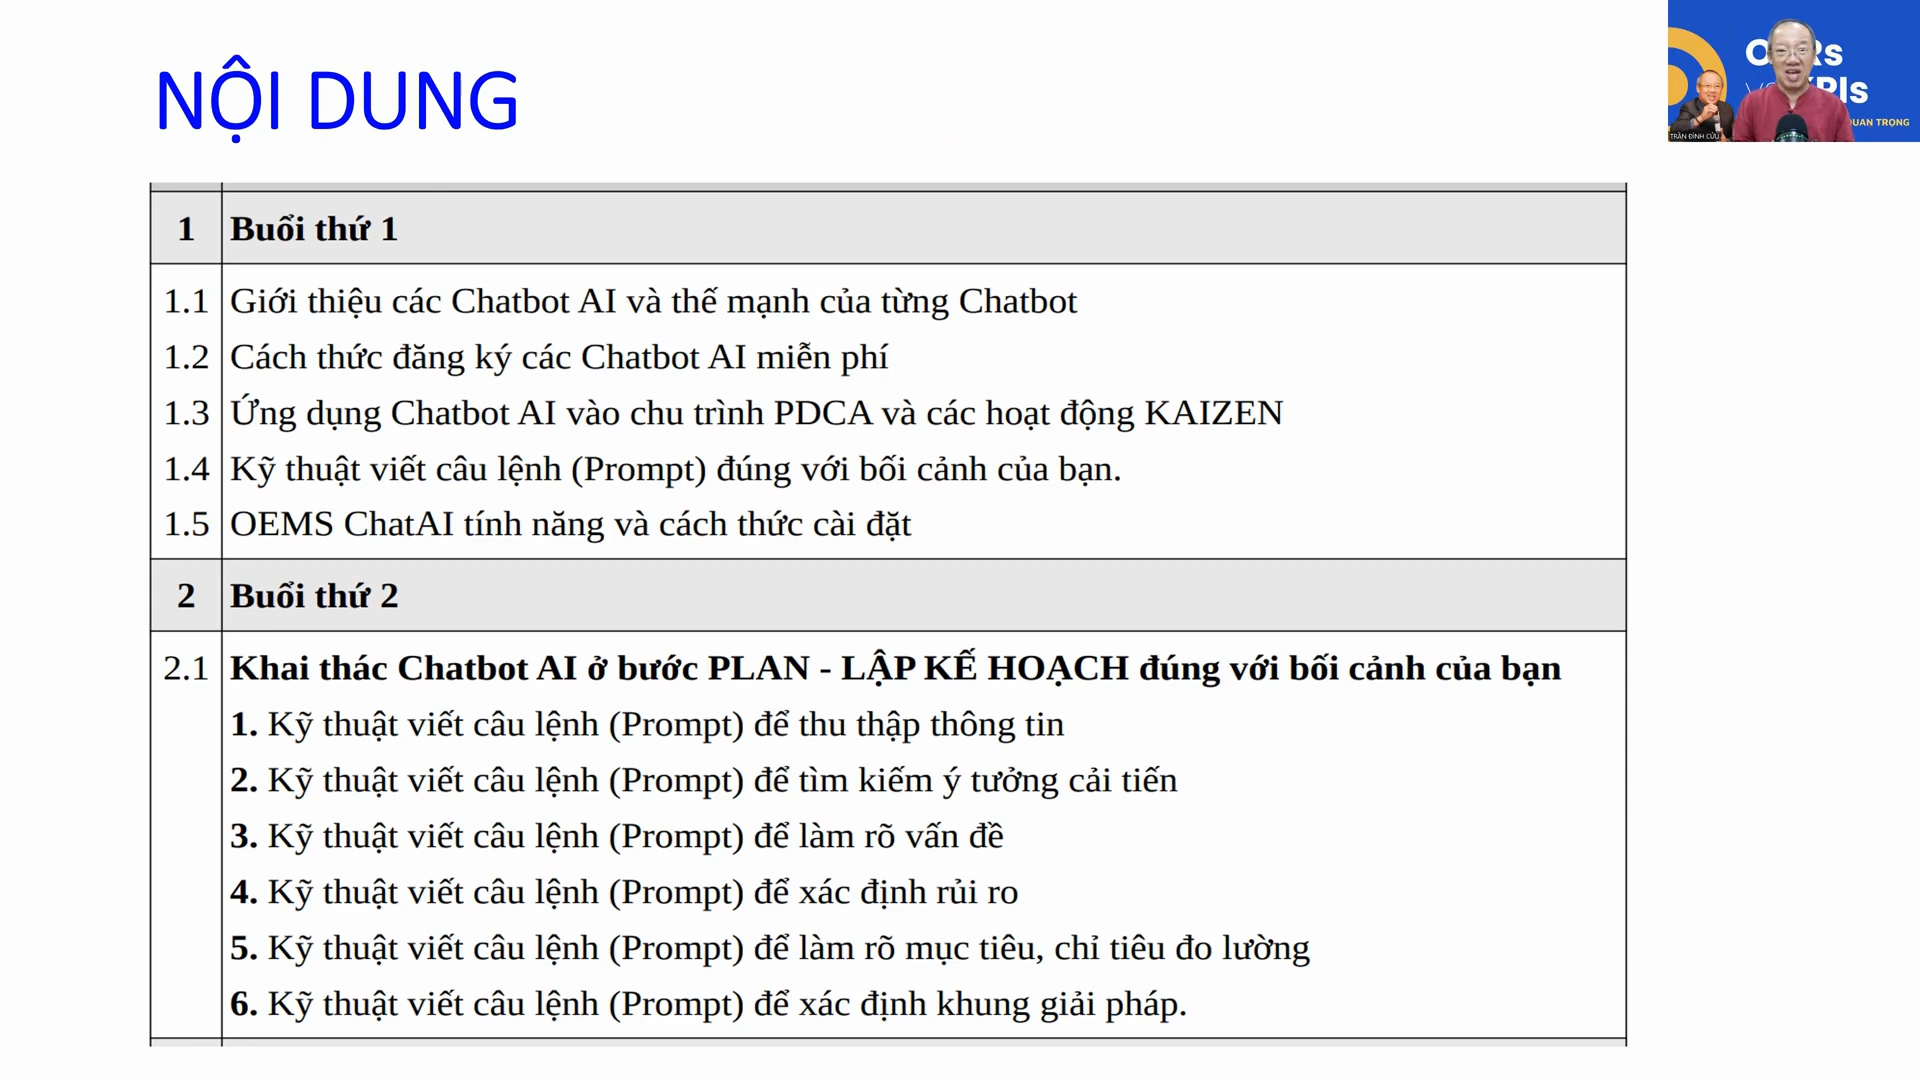 NỘI DUNG
1 Buổi thứ 1
1.1 Giới thiệu các Chatbot AI và thế mạnh của từng Chatbot
1.2 Cách thức đăng ký các Chatbot AI miễn phí
1.3 Ứng dụng Chatbot AI vào chu trình PDCA và các hoạt động KAIZEN
1.4 Kỹ thuật viết câu lệnh (Prompt) đúng với bối cảnh của bạn.
1.5 OEMS ChatAI tính năng và cách thức cài đặt
2 Buổi thứ 2
2.1 Khai thác Chatbot AI ở bước PLAN - LẬP KẾ HOẠCH đúng với bối cảnh của bạn
1. Kỹ thuật viết câu lệnh (Prompt) để thu thập thông tin
2. Kỹ thuật viết câu lệnh (Prompt) để tìm kiếm ý tưởng cải tiến
3. Kỹ thuật viết câu lệnh (Prompt) để làm rõ vấn đề
4. Kỹ thuật viết câu lệnh (Prompt) để xác định rủi ro
5. Kỹ thuật viết câu lệnh (Prompt) để làm rõ mục tiêu, chỉ tiêu đo lường
6. Kỹ thuật viết câu lệnh (Prompt) để xác định khung giải pháp.
TRẦN ĐÌNH CỬU
TRỌNG